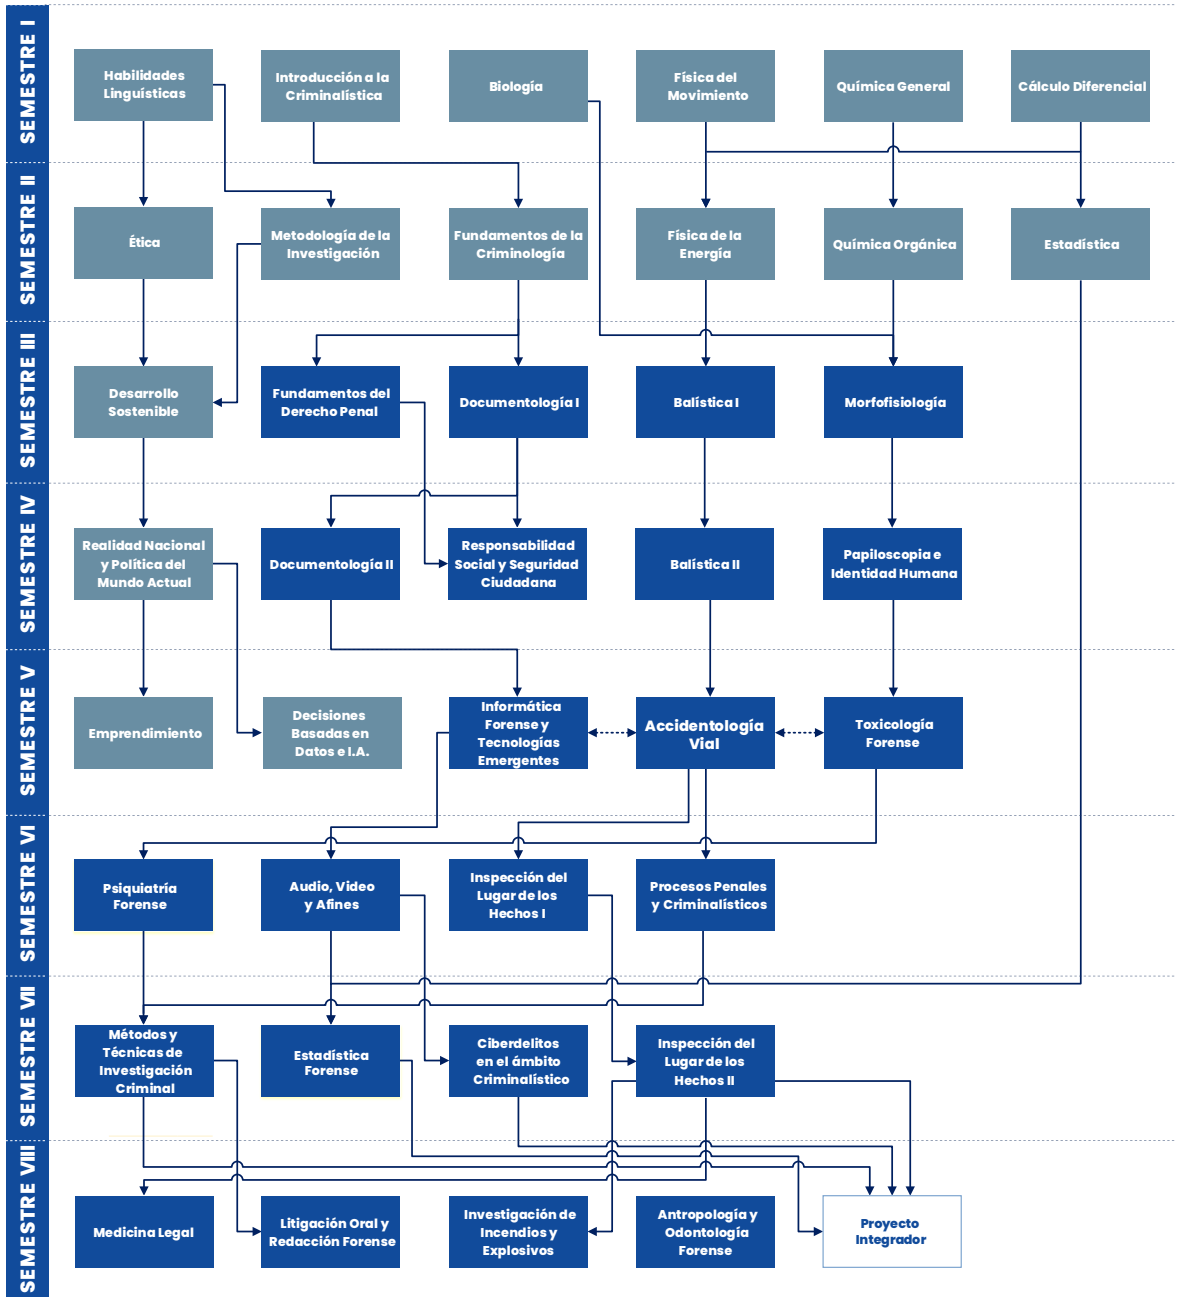 SEMESTRE I
Habilidades
Linguísticas
Introducción a la
Criminalística
Biología
Física del
Movimiento
Química General
Cálculo Diferencial
SEMESTRE II
Ética
Metodología de la
Investigación
Fundamentos de la
Criminología
Física de la
Energía
Química Orgánica
Estadística
SEMESTRE III
Desarrollo
Sostenible
Fundamentos del
Derecho Penal
Documentología I
Balística I
Morfofisiología
SEMESTRE IV
Realidad Nacional
y Política del
Mundo Actual
Documentología II
Responsabilidad
Social y Seguridad
Ciudadana
Balística II
Papiloscopia e
Identidad Humana
SEMESTRE V
Emprendimiento
Decisiones
Basadas en
Datos e I.A.
Informática
Forense y
Tecnologías
Emergentes
Accidentología
Vial
Toxicología
Forense
SEMESTRE VI
Psiquiatría
Forense
Audio, Video
y Afines
Inspección del
Lugar de los
Hechos I
Procesos Penales
y Criminalísticos
SEMESTRE VII
Métodos y
Técnicas de
Investigación
Criminal
Estadística
Forense
Ciberdelitos
en el ámbito
Criminalístico
Inspección del
Lugar de los
Hechos II
SEMESTRE VIII
Medicina Legal
Litigación Oral y
Redacción Forense
Investigación de
Incendios y
Explosivos
Antropología y
Odontología
Forense
Proyecto
Integrador